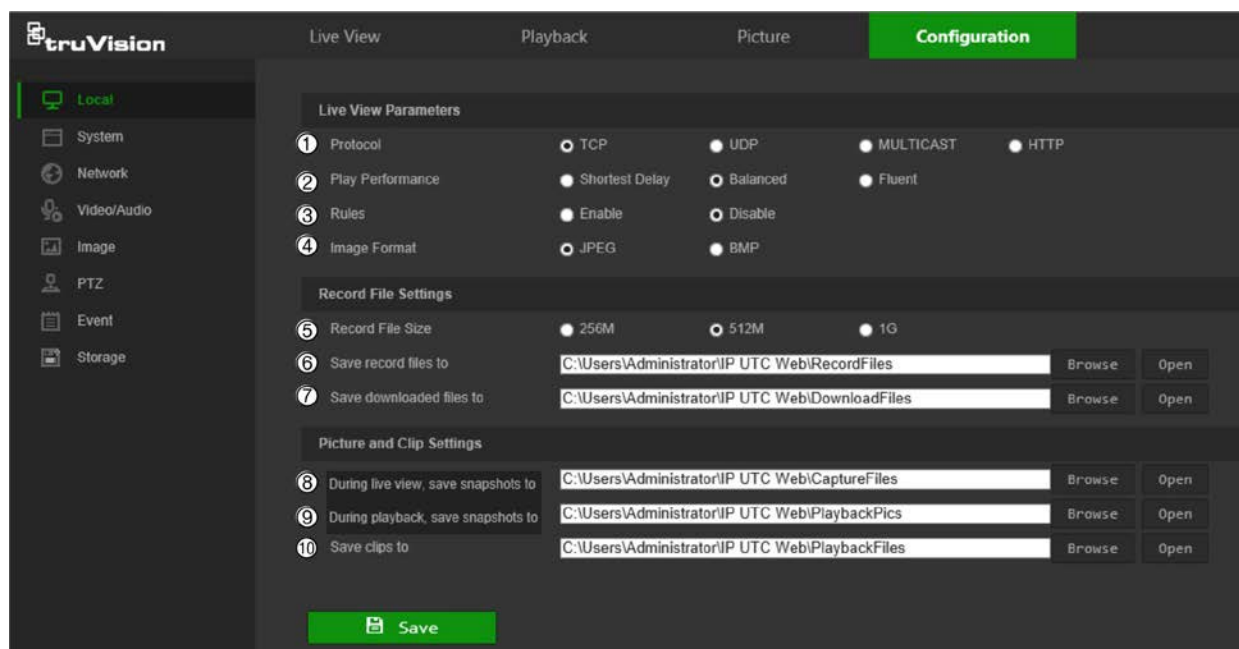 truVision
Live View Playback Picture Configuration
Local
System
Network
Video/Audio
Image
PTZ
Event
Storage
Live View Parameters
1 Protocol TCP UDP MULTICAST HTTP
2 Play Performance Shortest Delay Balanced Fluent
3 Rules Enable Disable
4 Image Format JPEG BMP
Record File Settings
5 Record File Size 256M 512M 1G
6 Save record files to C:\Users\Administrator\IP UTC Web\RecordFiles Browse Open
7 Save downloaded files to C:\Users\Administrator\IP UTC Web\DownloadFiles Browse Open
Picture and Clip Settings
8 During live view, save snapshots to C:\Users\Administrator\IP UTC Web\CaptureFiles Browse Open
9 During playback, save snapshots to C:\Users\Administrator\IP UTC Web\PlaybackPics Browse Open
10 Save clips to C:\Users\Administrator\IP UTC Web\PlaybackFiles Browse Open
Save